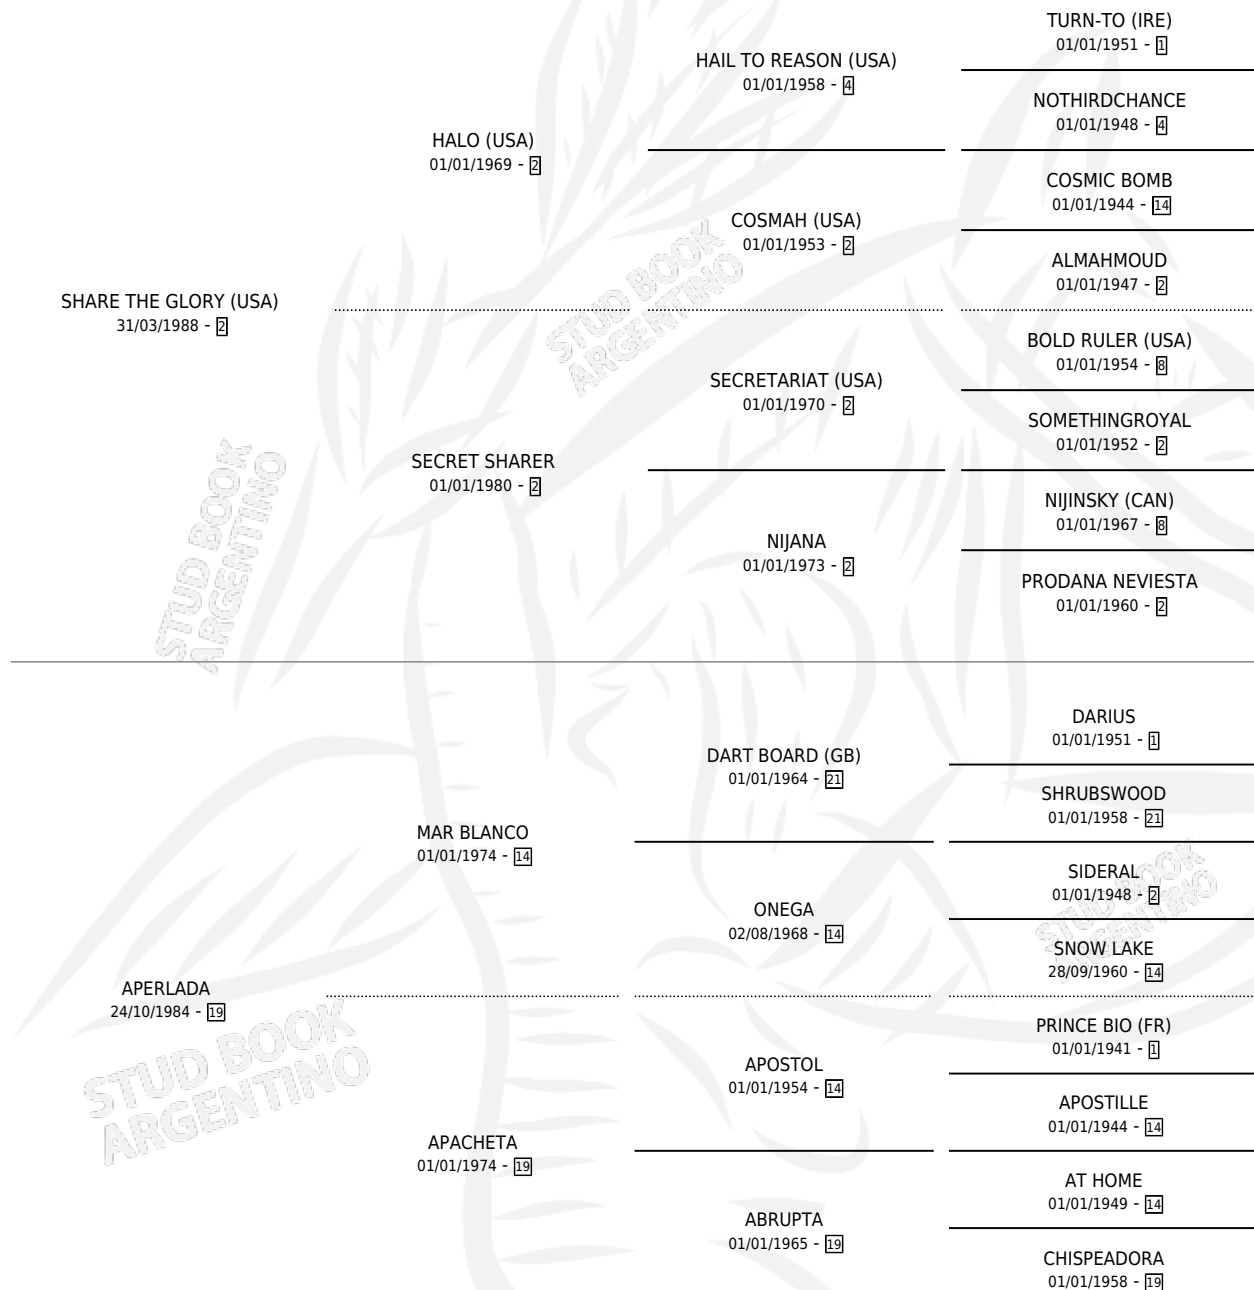 TURN-TO (IRE)
01/01/1951 - 1
HAIL TO REASON (USA)
01/01/1958 - 4
NOTHIRDCHANCE
01/01/1948 - 4
HALO (USA)
01/01/1969 - 2
COSMIC BOMB
01/01/1944 - 14
COSMAH (USA)
01/01/1953 - 2
ALMAHMOUD
01/01/1947 - 2
SHARE THE GLORY (USA)
31/03/1988 - 2
STUD BOOK
ARGENTINO
BOLD RULER (USA)
01/01/1954 - 8
SECRETARIAT (USA)
01/01/1970 - 2
SOMETHINGROYAL
01/01/1952 - 2
SECRET SHARER
01/01/1980 - 2
NIJINSKY (CAN)
01/01/1967 - 8
NIJANA
01/01/1973 - 2
PRODANA NEVIESTA
01/01/1960 - 2
STUD BOOK
ARGENTINO
DARIUS
01/01/1951 - 1
DART BOARD (GB)
01/01/1964 - 21
SHRUBSWOOD
01/01/1958 - 21
MAR BLANCO
01/01/1974 - 14
SIDERAL
01/01/1948 - 2
ONEGA
02/08/1968 - 14
SNOW LAKE
28/09/1960 - 14
STUD BOOK
ARGENTINO
APERLADA
24/10/1984 - 19
STUD BOOK
ARGENTINO
PRINCE BIO (FR)
01/01/1941 - 1
APOSTOL
01/01/1954 - 14
APOSTILLE
01/01/1944 - 14
APACHETA
01/01/1974 - 19
AT HOME
01/01/1949 - 14
ABRUPTA
01/01/1965 - 19
CHISPEADORA
01/01/1958 - 19